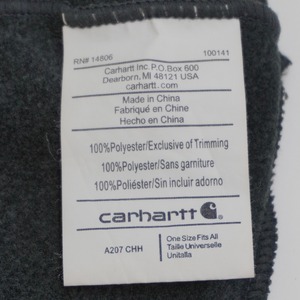 RN# 14806 100141
Carhartt Inc. P.O.Box 600
Dearborn, MI 48121 USA
carhartt.com
Made in China
Fabriqué en Chine
Hecho en China
100%Polyester/Exclusive of Trimming
100%Polyester/Sans garniture
100%Poliéster/Sin incluir adorno
carhartt
A207 CHH
One Size Fits All
Taille Universelle
Unitalla